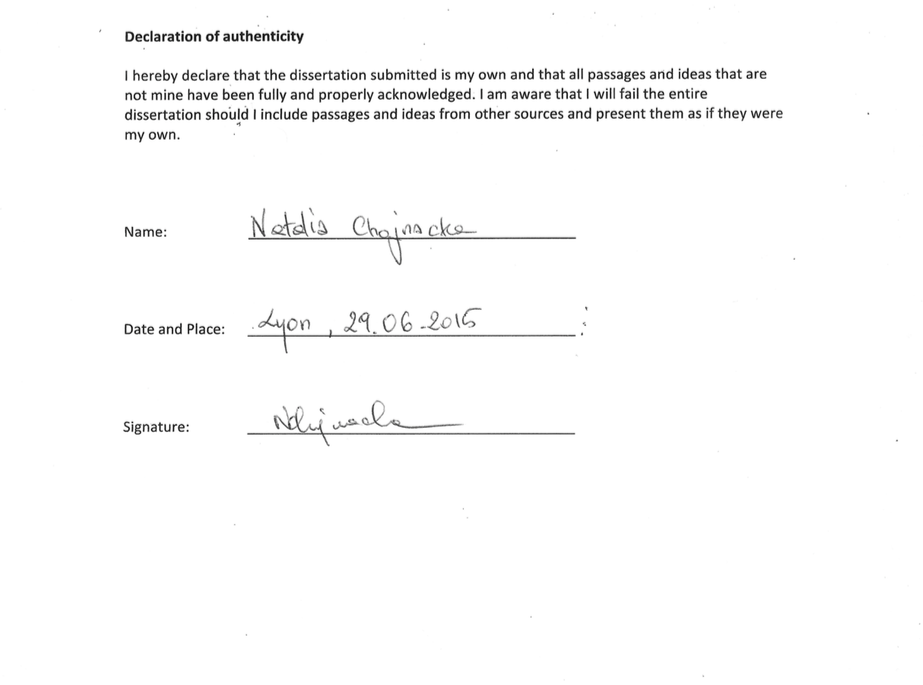 Declaration of authenticity
I hereby declare that the dissertation submitted is my own and that all passages and ideas that are
not mine have been fully and properly acknowledged. I am aware that I will fail the entire
dissertation should I include passages and ideas from other sources and present them as if they were
my own.
Name: Natalia Chojnacka
Date and Place: Lyon, 29.06.2015
Signature: